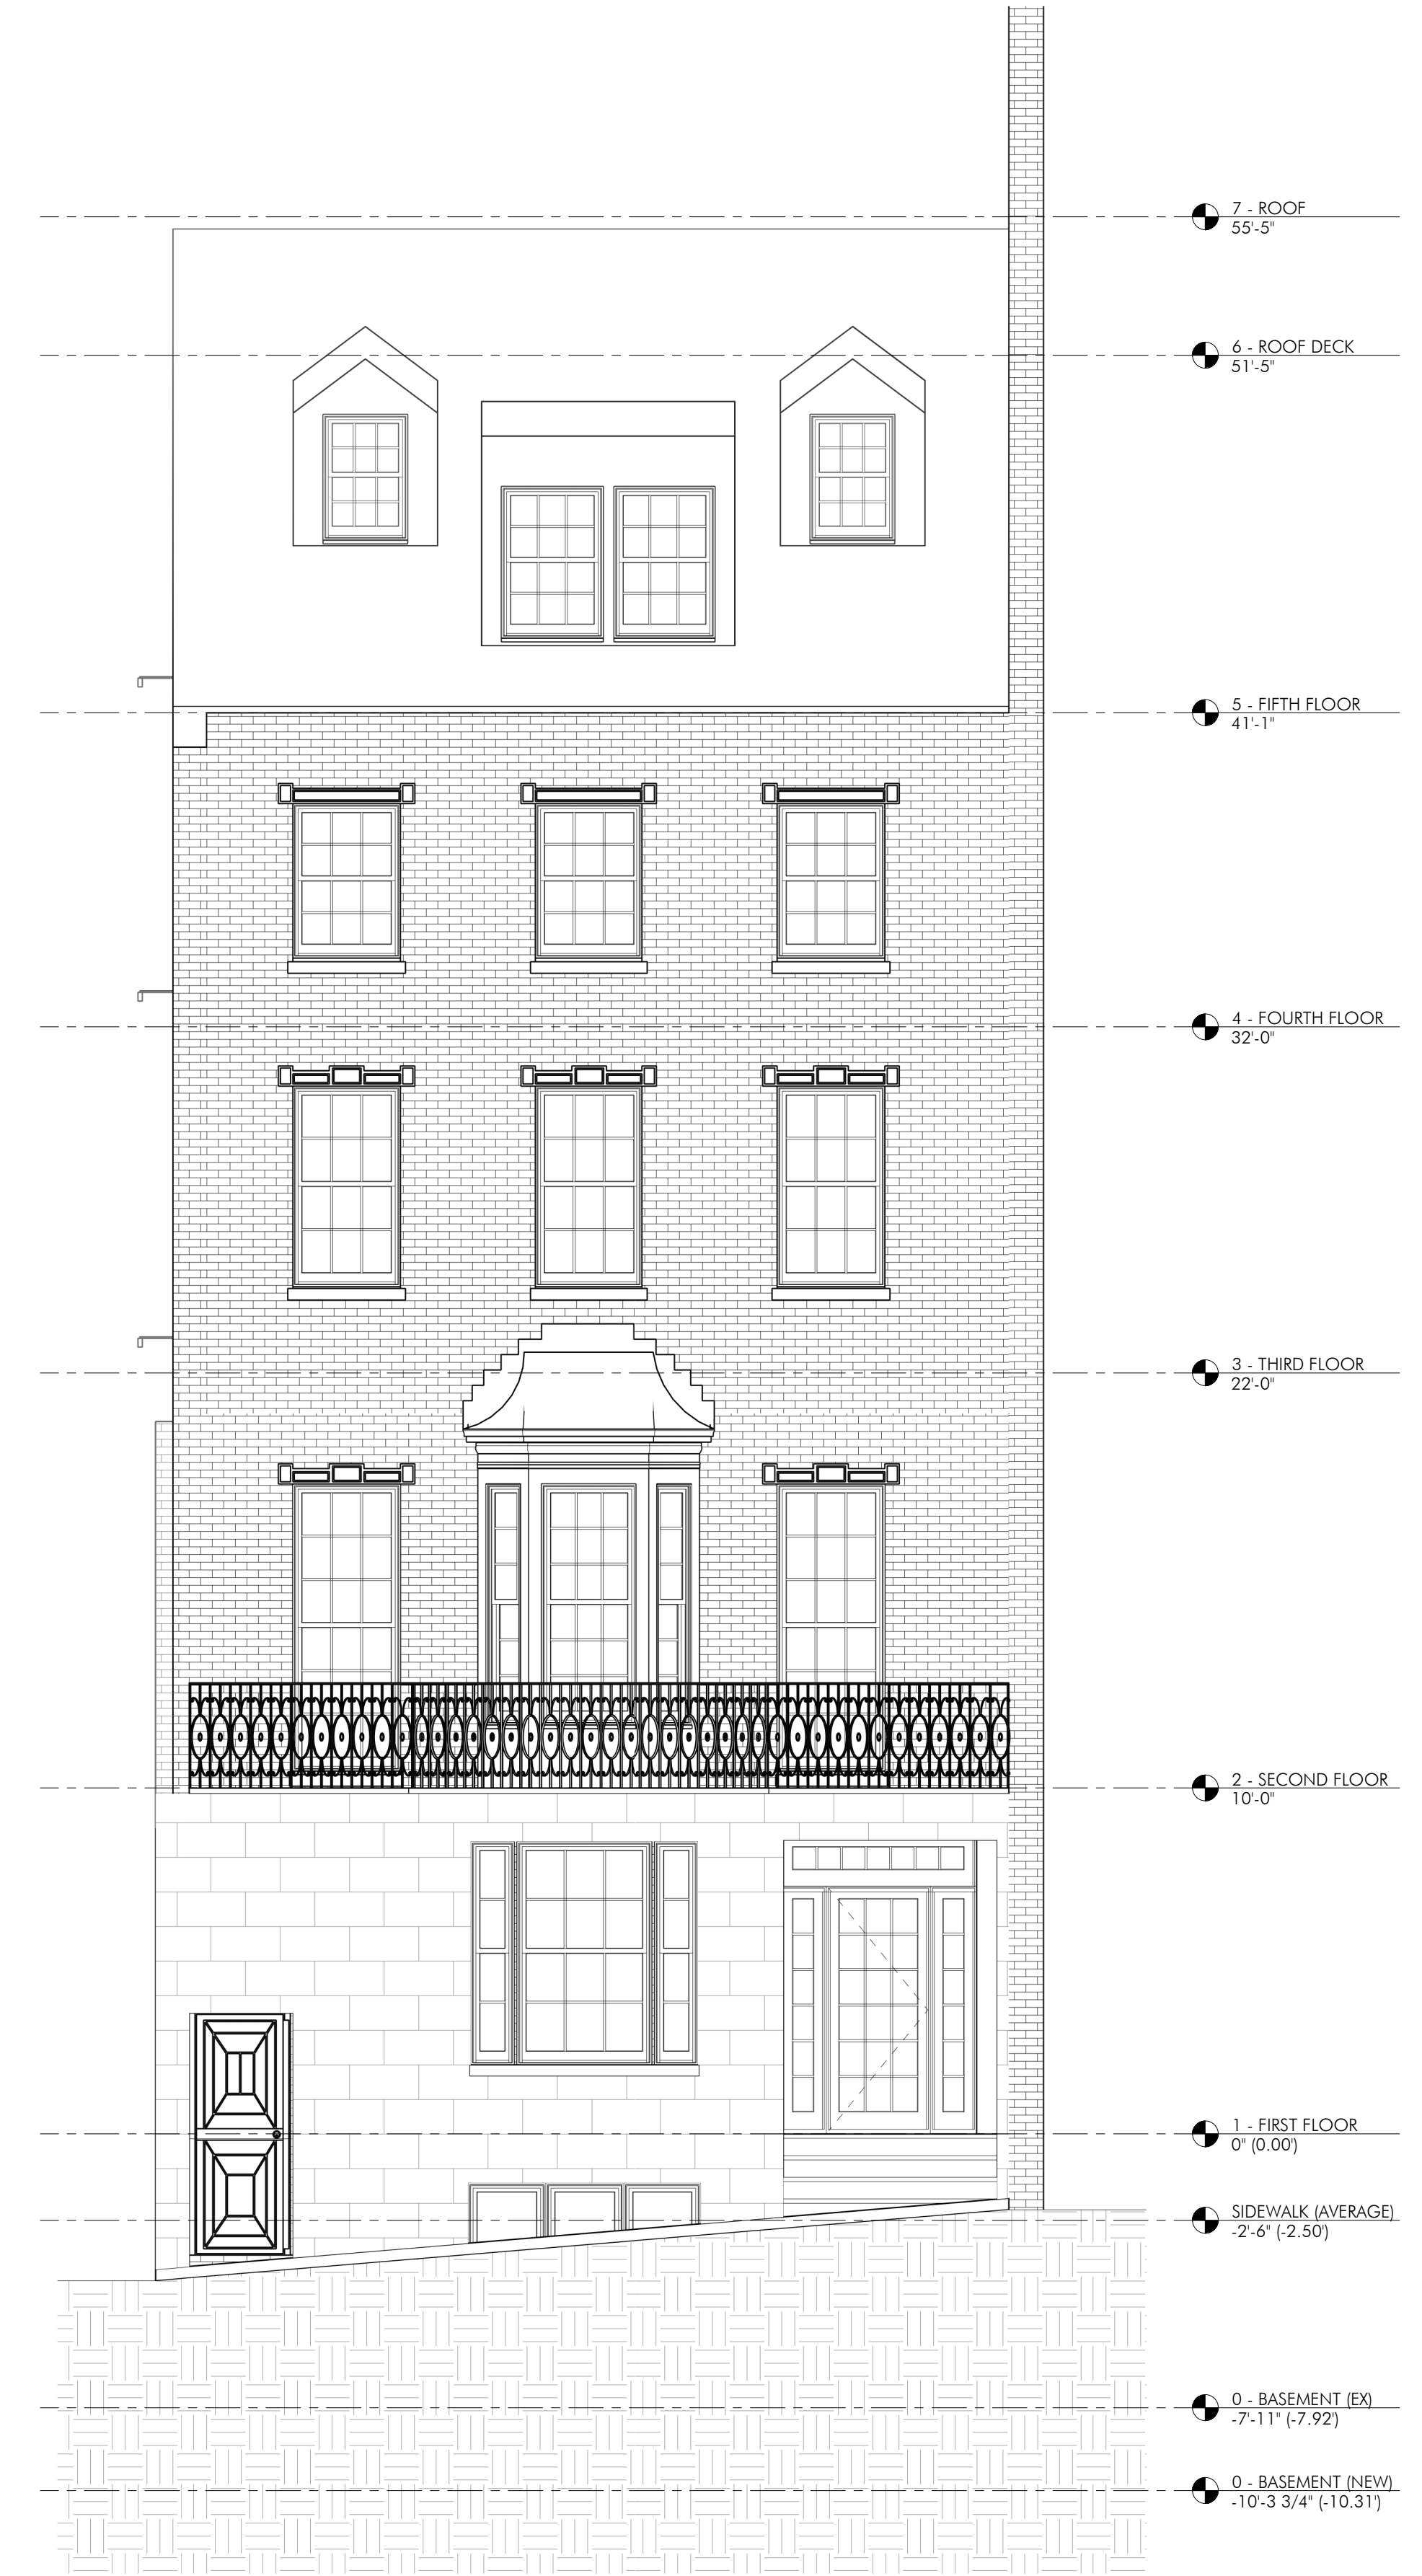 7 - ROOF
55'-5"
6 - ROOF DECK
51'-5"
5 - FIFTH FLOOR
41'-1"
4 - FOURTH FLOOR
32'-0"
3 - THIRD FLOOR
22'-0"
2 - SECOND FLOOR
10'-0"
1 - FIRST FLOOR
0" (0.00')
SIDEWALK (AVERAGE)
-2'-6" (-2.50')
0 - BASEMENT (EX)
-7'-11" (-7.92')
0 - BASEMENT (NEW)
-10'-3 3/4" (-10.31')